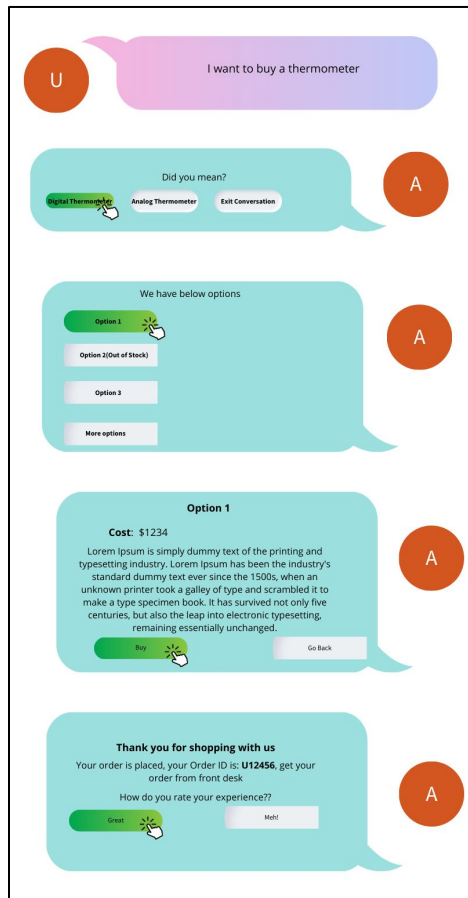 U
I want to buy a thermometer
Did you mean?
A
Digital Thermometer
Analog Thermometer
Exit Conversation
We have below options
Option 1
A
Option 2(Out of Stock)
Option 3
More options
Option 1
Cost: $1234
Lorem Ipsum is simply dummy text of the printing and
typesetting industry. Lorem Ipsum has been the industry's
standard dummy text ever since the 1500s, when an
unknown printer took a galley of type and scrambled it to
make a type specimen book. It has survived not only five
centuries, but also the leap into electronic typesetting,
remaining essentially unchanged.
A
Buy
Go Back
Thank you for shopping with us
Your order is placed, your Order ID is: U12456, get your
order from front desk
How do you rate your experience??
A
Great
Meh!